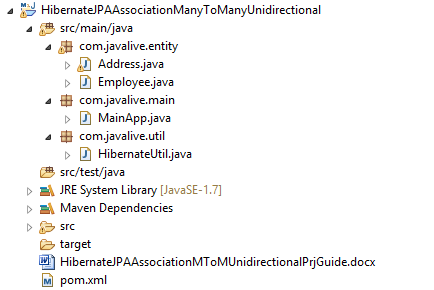 HibernateJPAAssociationManyToManyUnidirectional
src/main/java
com.javalive.entity
Address.java
Employee.java
com.javalive.main
MainApp.java
com.javalive.util
HibernateUtil.java
src/test/java
JRE System Library [JavaSE-1.7]
Maven Dependencies
src
target
HibernateJPAAssociationMToMUnidirectionalPrjGuide.docx
pom.xml